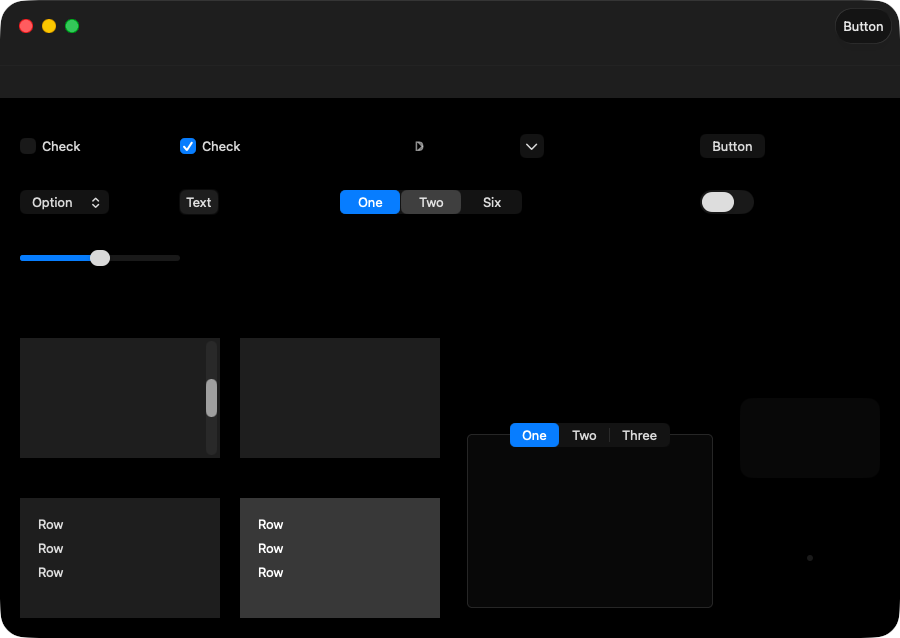 Button
Check
Check
Button
Option
Text
One
Two
Six
One
Two
Three
Row
Row
Row
Row
Row
Row